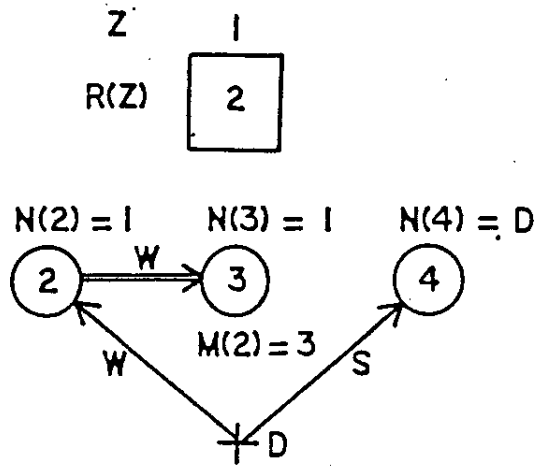 Z 1
R(Z) 2
N(2) = 1 N(3) = 1 N(4) = D
2 W 3 4
M(2) = 3
W S
D